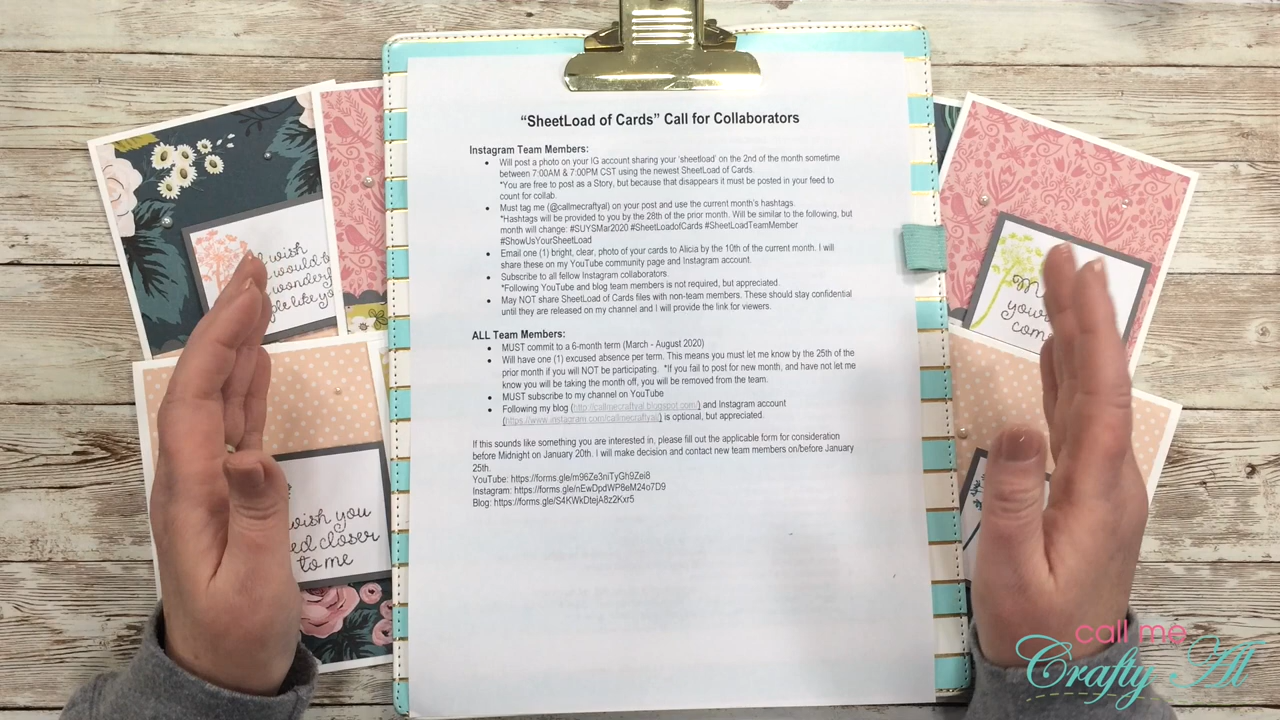 “SheetLoad of Cards” Call for Collaborators
Instagram Team Members:
• Will post a photo on your IG account sharing your ‘sheetload’ on the 2nd of the month sometime
between 7:00AM & 7:00PM CST using the newest SheetLoad of Cards.
*You are free to post as a Story, but because that disappears it must be posted in your feed to
count for collab.
• Must tag me (@callmecraftyal) on your post and use the current month's hashtags.
*Hashtags will be provided to you by the 28th of the prior month. Will be similar to the following, but
month will change: #SUYSMar2020 #SheetLoadofCards #SheetLoadTeamMember
#ShowUsYourSheetLoad
• Email one (1) bright, clear, photo of your cards to Alicia by the 10th of the current month. I will
share these on my YouTube community page and Instagram account.
• Subscribe to all fellow Instagram collaborators.
*Following YouTube and blog team members is not required, but appreciated.
• May NOT share SheetLoad of Cards files with non-team members. These should stay confidential
until they are released on my channel and I will provide the link for viewers.
ALL Team Members:
• MUST commit to a 6-month term (March - August 2020)
• Will have one (1) excused absence per term. This means you must let me know by the 25th of the
prior month if you will NOT be participating. *If you fail to post for new month, and have not let me
know you will be taking the month off, you will be removed from the team.
• MUST subscribe to my channel on YouTube
• Following my blog (http://callmecraftyal.blogspot.com/) and Instagram account
(https://www.instagram.com/callmecraftyal/) is optional, but appreciated.
If this sounds like something you are interested in, please fill out the applicable form for consideration
before Midnight on January 20th. I will make decision and contact new team members on/before January
25th.
YouTube: https://forms.gle/m96Ze3niTyGh9Zei8
Instagram: https://forms.gle/nEwDpdWP8eM24o7D9
Blog: https://forms.gle/S4KWkDtejA8z2Kxr5
wish
would
wish you
ed closer
to me
you
com
call me
Crafty Al